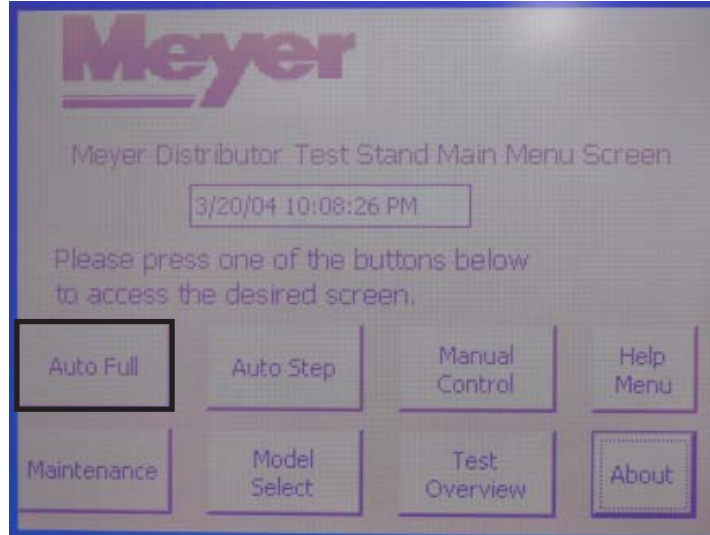 Meyer
Meyer Distributor Test Stand Main Menu Screen
3/20/04 10:08:26 PM
Please press one of the buttons below
to access the desired screen.
Auto Full
Auto Step
Manual
Control
Help
Menu
Maintenance
Model
Select
Test
Overview
About